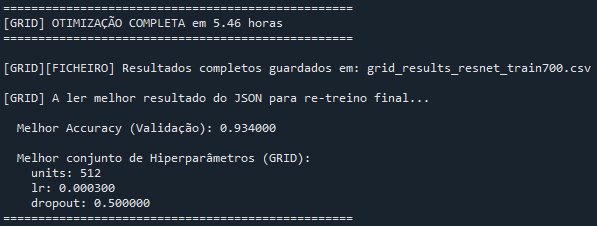 ==================================================
[GRID] OTIMIZAÇÃO COMPLETA em 5.46 horas
==================================================
[GRID][FICHEIRO] Resultados completos guardados em: grid_results_resnet_train700.csv
[GRID] A ler melhor resultado do JSON para re-treino final...
Melhor Accuracy (Validação): 0.934000
Melhor conjunto de Hiperparâmetros (GRID):
units: 512
lr: 0.000300
dropout: 0.500000
==================================================